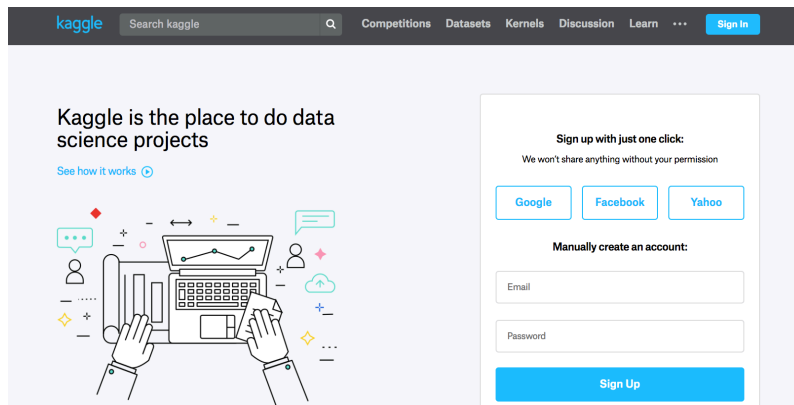 kaggle Search kaggle Competitions Datasets Kernels Discussion Learn ••• Sign In
Kaggle is the place to do data
science projects
See how it works
Sign up with just one click:
We won't share anything without your permission
Google Facebook Yahoo
Manually create an account:
Email
Password
Sign Up